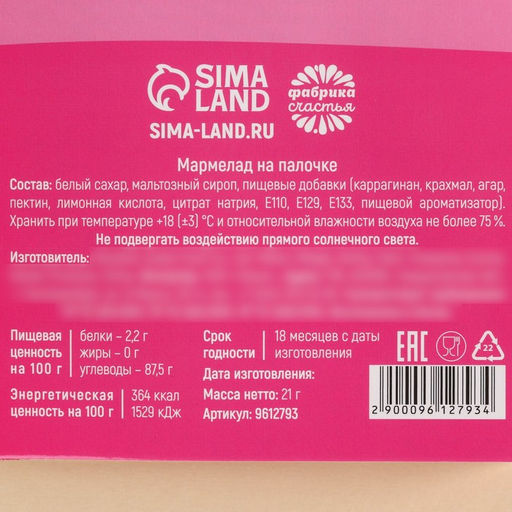 SIMA
LAND
фабрика
счастья
SIMA-LAND.RU
Мармелад на палочке
Состав: белый сахар, мальтозный сироп, пищевые добавки (каррагинан, крахмал, агар,
пектин, лимонная кислота, цитрат натрия, Е110, Е129, Е133, пищевой ароматизатор).
Хранить при температуре +18 (±3) °С и относительной влажности воздуха не более 75 %.
Не подвергать воздействию прямого солнечного света.
Изготовитель:
Пищевая
ценность
на 100 г
белки – 2,2 г
жиры – 0 г
углеводы – 87,5 г
Энергетическая
ценность на 100 г
364 ккал
1529 кДж
Срок
годности
18 месяцев с даты
изготовления
Дата изготовления:
Масса нетто: 21 г
Артикул: 9612793
EAC
22
2 900096 127934